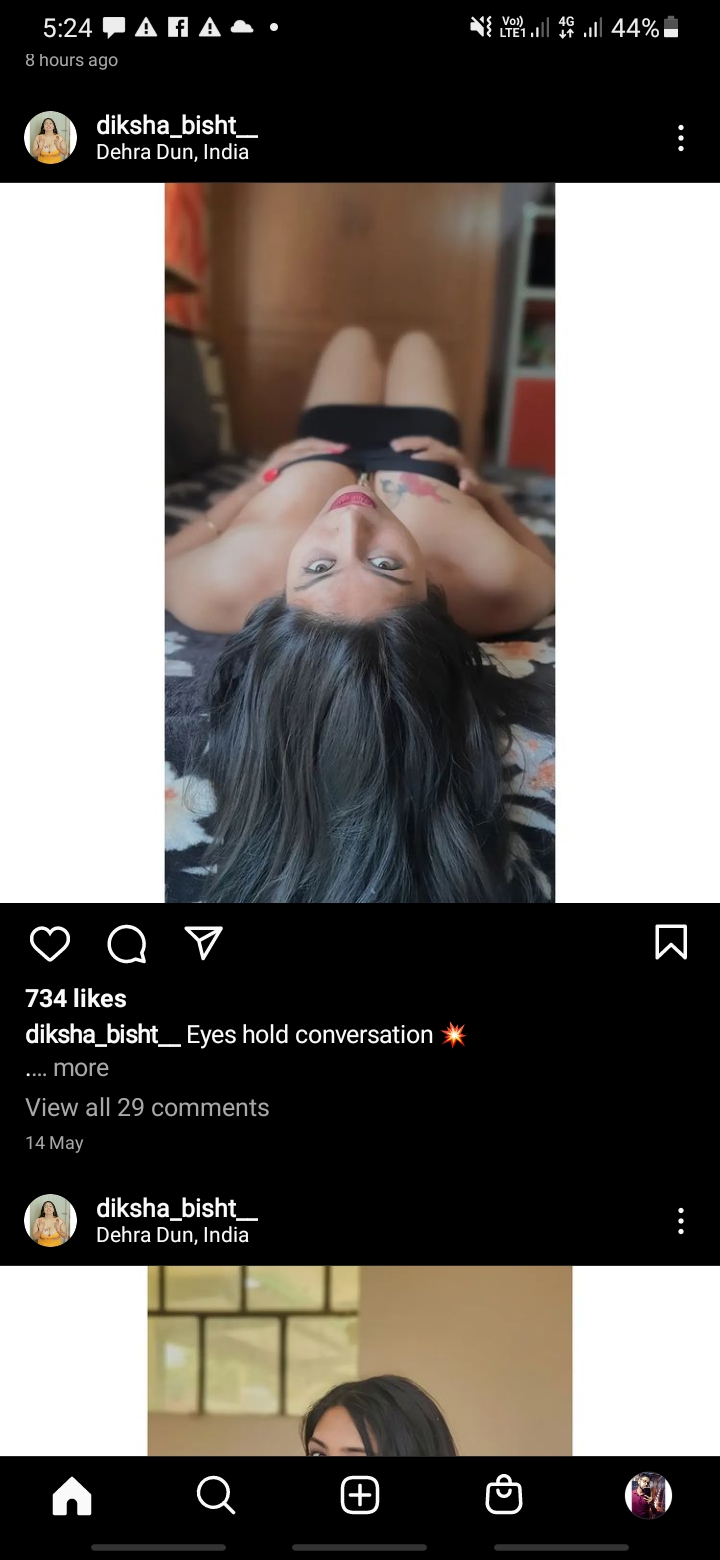 5:24
Vo)) LTE1 4G 44%
8 hours ago
diksha_bisht__
Dehra Dun, India
734 likes
diksha_bisht__ Eyes hold conversation 💥
.... more
View all 29 comments
14 May
diksha_bisht__
Dehra Dun, India